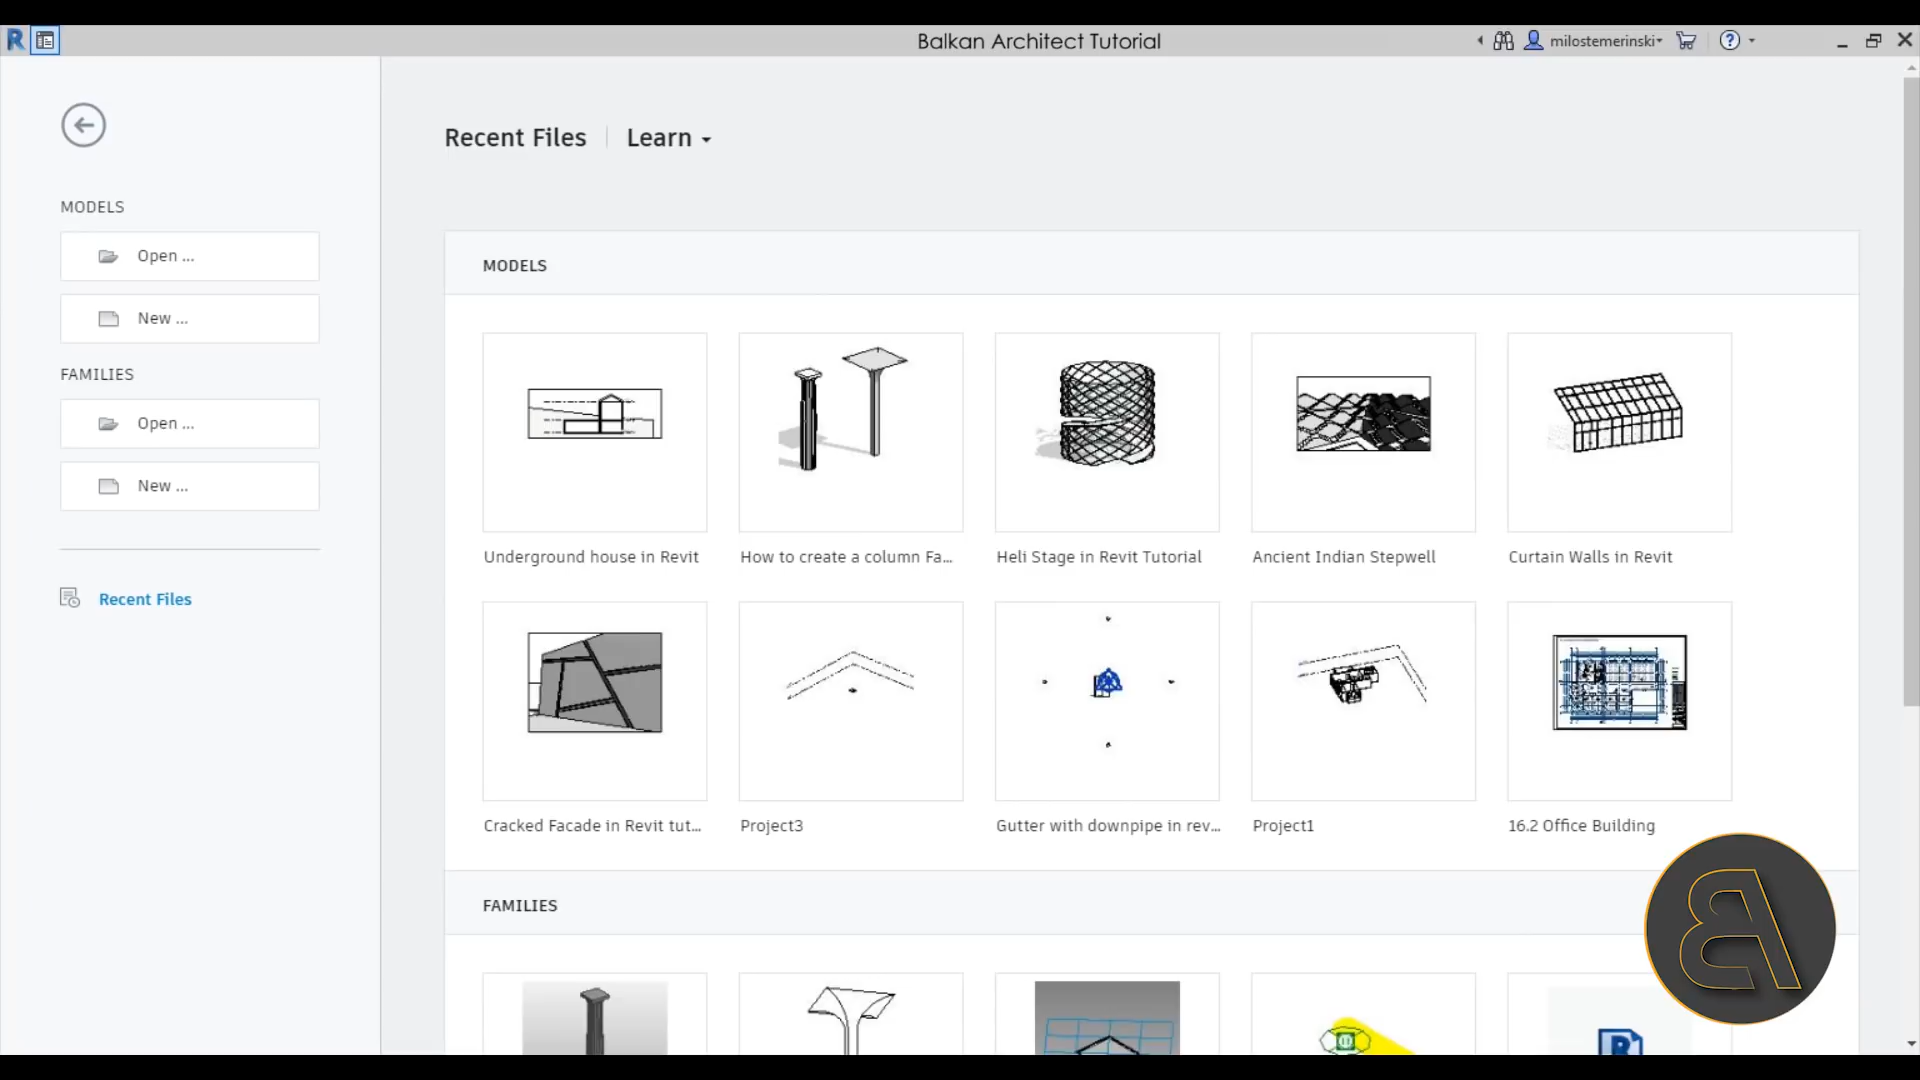 Balkan Architect Tutorial
milostemerinski
Recent Files
Learn
MODELS
Open ...
New ...
FAMILIES
Open ...
New ...
Recent Files
MODELS
Underground house in Revit
How to create a column Fa...
Heli Stage in Revit Tutorial
Ancient Indian Stepwell
Curtain Walls in Revit
Cracked Facade in Revit tut...
Project3
Gutter with downpipe in rev...
Project1
16.2 Office Building
FAMILIES